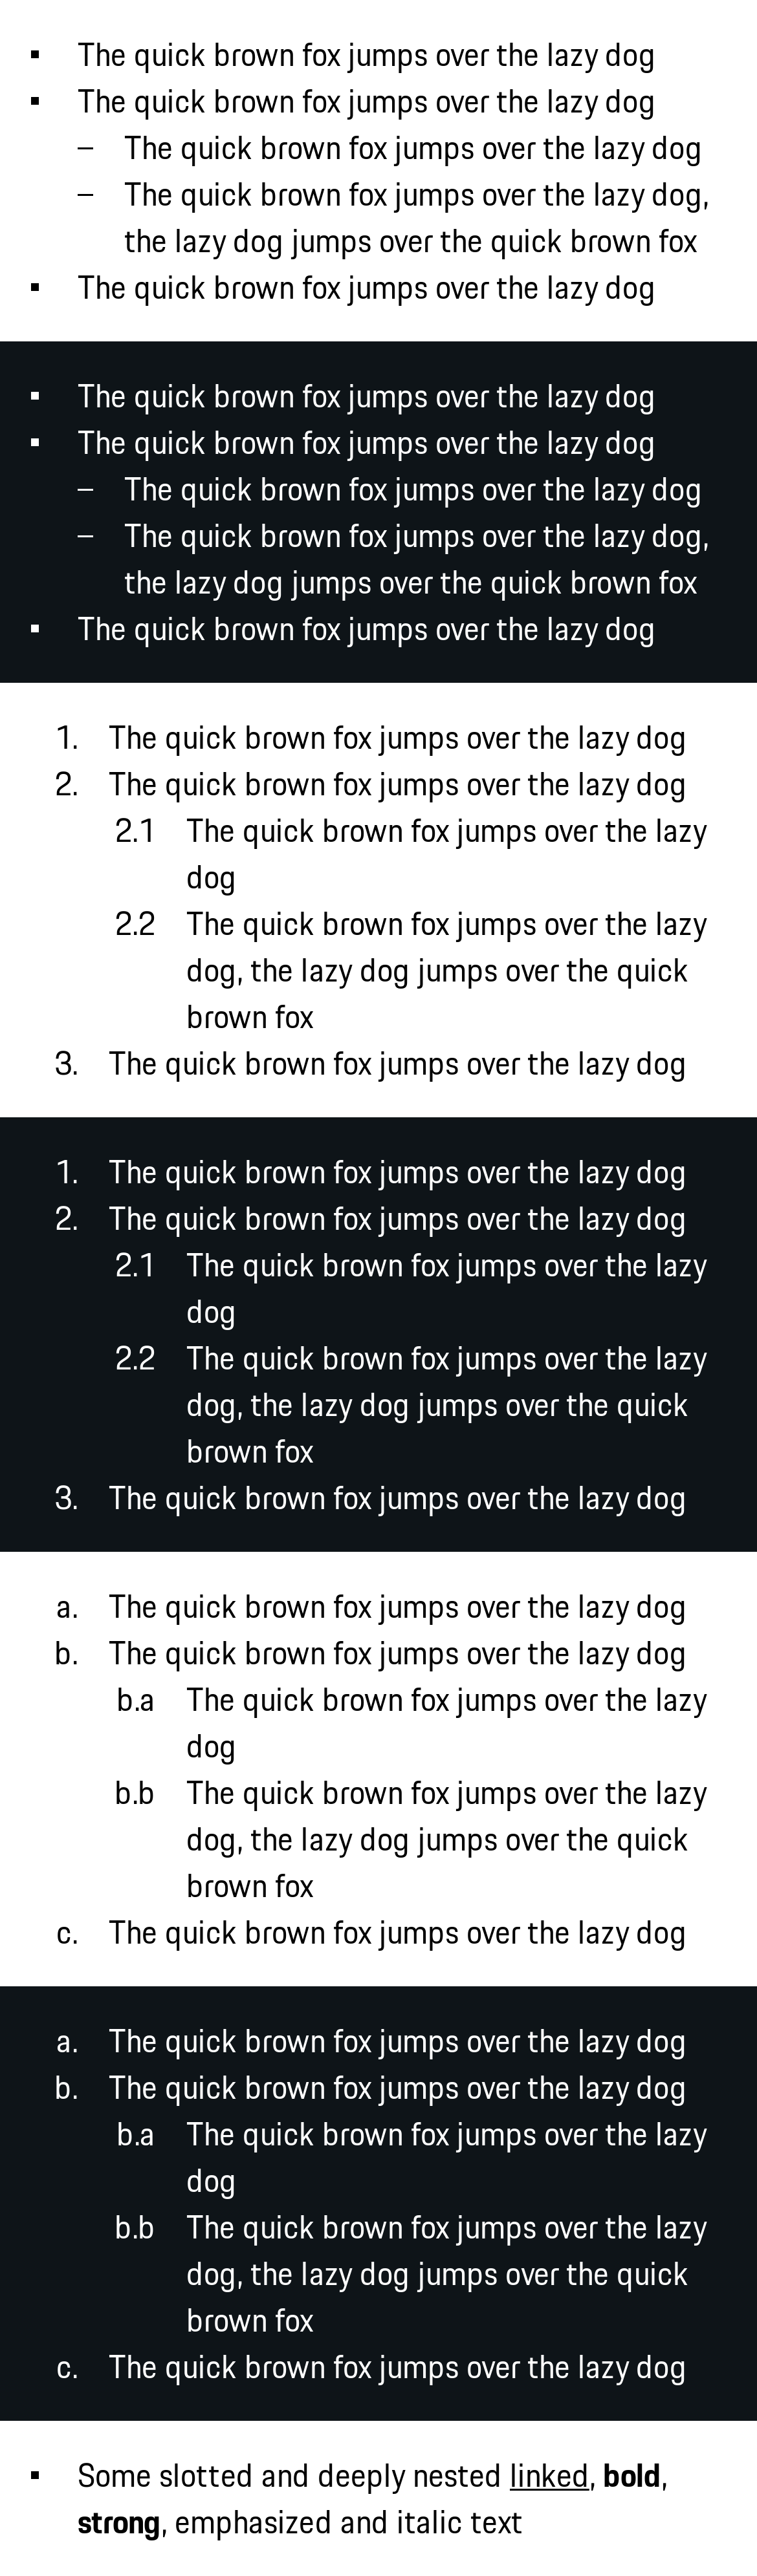 ▪ The quick brown fox jumps over the lazy dog
▪ The quick brown fox jumps over the lazy dog
– The quick brown fox jumps over the lazy dog
– The quick brown fox jumps over the lazy dog,
the lazy dog jumps over the quick brown fox
▪ The quick brown fox jumps over the lazy dog
▪ The quick brown fox jumps over the lazy dog
▪ The quick brown fox jumps over the lazy dog
– The quick brown fox jumps over the lazy dog
– The quick brown fox jumps over the lazy dog,
the lazy dog jumps over the quick brown fox
▪ The quick brown fox jumps over the lazy dog
1. The quick brown fox jumps over the lazy dog
2. The quick brown fox jumps over the lazy dog
2.1 The quick brown fox jumps over the lazy
dog
2.2 The quick brown fox jumps over the lazy
dog, the lazy dog jumps over the quick
brown fox
3. The quick brown fox jumps over the lazy dog
1. The quick brown fox jumps over the lazy dog
2. The quick brown fox jumps over the lazy dog
2.1 The quick brown fox jumps over the lazy
dog
2.2 The quick brown fox jumps over the lazy
dog, the lazy dog jumps over the quick
brown fox
3. The quick brown fox jumps over the lazy dog
a. The quick brown fox jumps over the lazy dog
b. The quick brown fox jumps over the lazy dog
b.a The quick brown fox jumps over the lazy
dog
b.b The quick brown fox jumps over the lazy
dog, the lazy dog jumps over the quick
brown fox
c. The quick brown fox jumps over the lazy dog
a. The quick brown fox jumps over the lazy dog
b. The quick brown fox jumps over the lazy dog
b.a The quick brown fox jumps over the lazy
dog
b.b The quick brown fox jumps over the lazy
dog, the lazy dog jumps over the quick
brown fox
c. The quick brown fox jumps over the lazy dog
▪ Some slotted and deeply nested linked, bold,
strong, emphasized and italic text